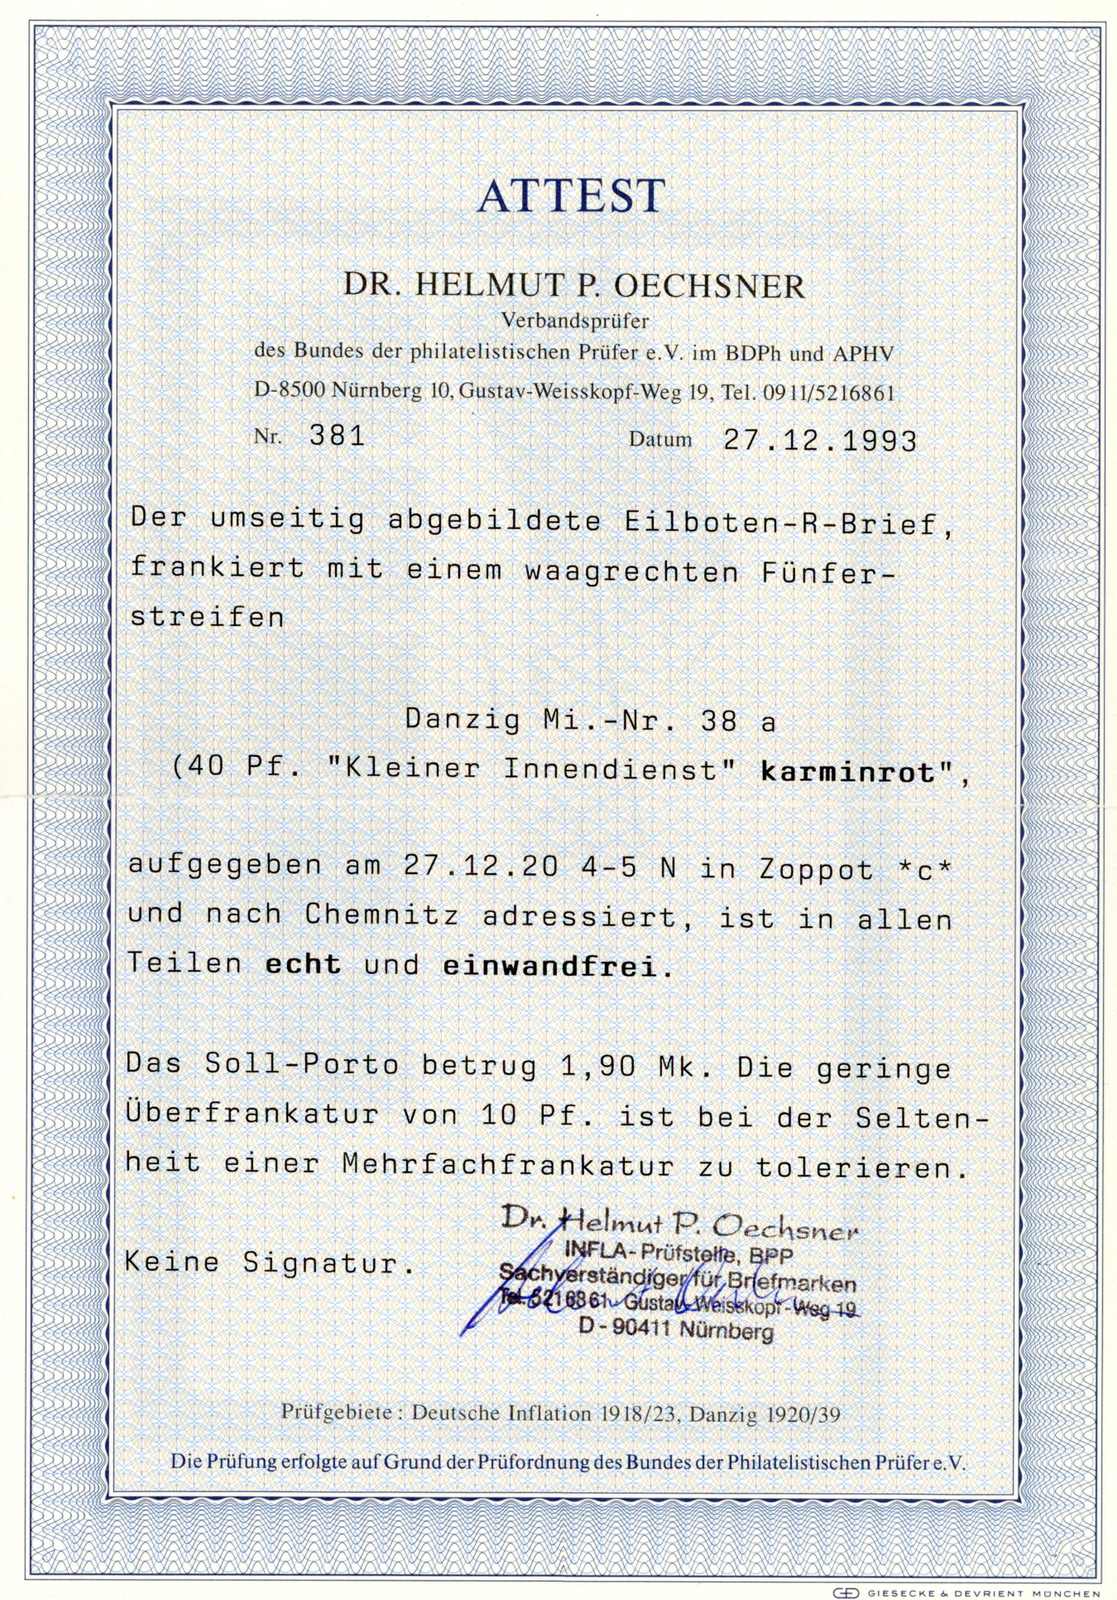 ATTEST
DR. HELMUT P. OECHSNER
Verbandsprüfer
des Bundes der philatelistischen Prüfer e.V. im BDPh und APHV
D-8500 Nürnberg 10, Gustav-Weisskopf-Weg 19, Tel. 0911/5216861
Nr. 381 Datum 27.12.1993
Der umseitig abgebildete Eilboten-R-Brief,
frankiert mit einem waagrechten Fünfer-
streifen
Danzig Mi.-Nr. 38 a
(40 Pf. "Kleiner Innendienst" karminrot",
aufgegeben am 27.12.20 4-5 N in Zoppot *c*
und nach Chemnitz adressiert, ist in allen
Teilen echt und einwandfrei.
Das Soll-Porto betrug 1,90 Mk. Die geringe
Überfrankatur von 10 Pf. ist bei der Selten-
heit einer Mehrfachfrankatur zu tolerieren.
Keine Signatur.
Dr. Helmut P. Oechsner
INFLA-Prüfstelle, BPP
Sachverständiger für Briefmarken
Tel. 5216861 - Gustav-Weisskopf-Weg 19
D-90411 Nürnberg
Prüfgebiete: Deutsche Inflation 1918/23, Danzig 1920/39
Die Prüfung erfolgte auf Grund der Prüfordnung des Bundes der Philatelistischen Prüfer e.V.
GIESECKE & DEVRIENT MÜNCHEN